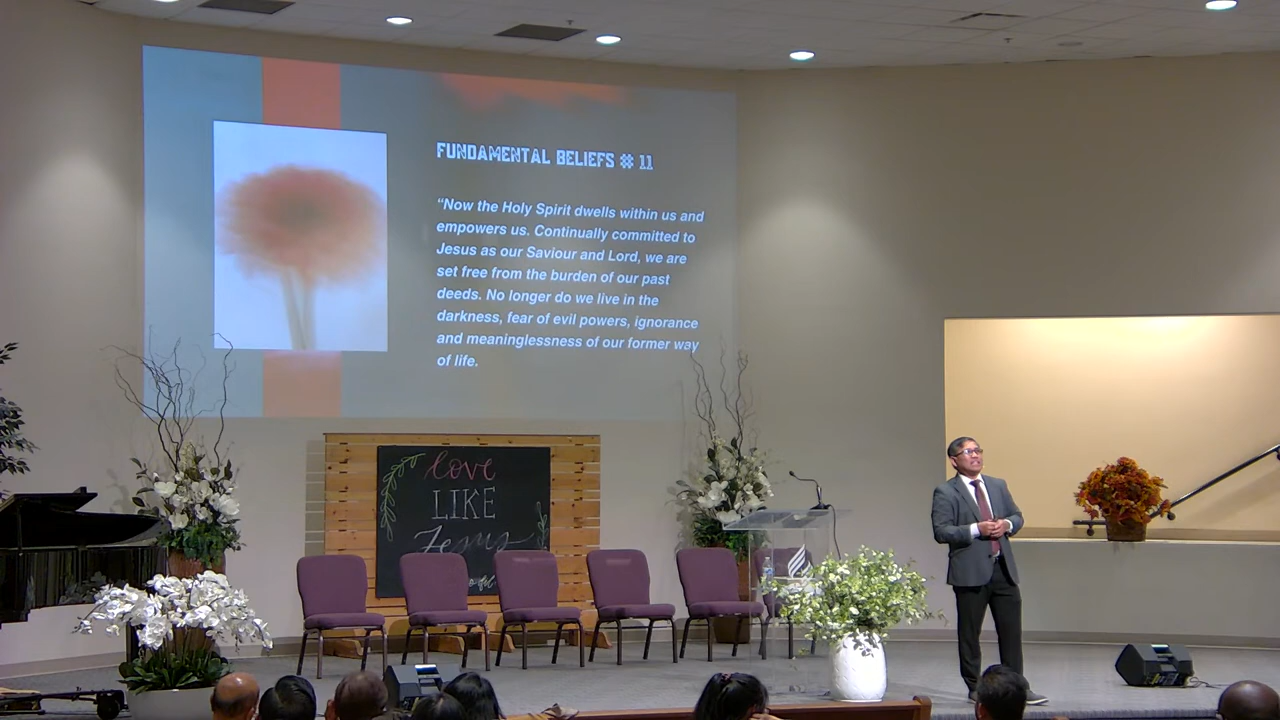 FUNDAMENTAL BELIEFS # 11
“Now the Holy Spirit dwells within us and
empowers us. Continually committed to
Jesus as our Saviour and Lord, we are
set free from the burden of our past
deeds. No longer do we live in the
darkness, fear of evil powers, ignorance
and meaninglessness of our former way
of life.
love
LIKE
Jesus